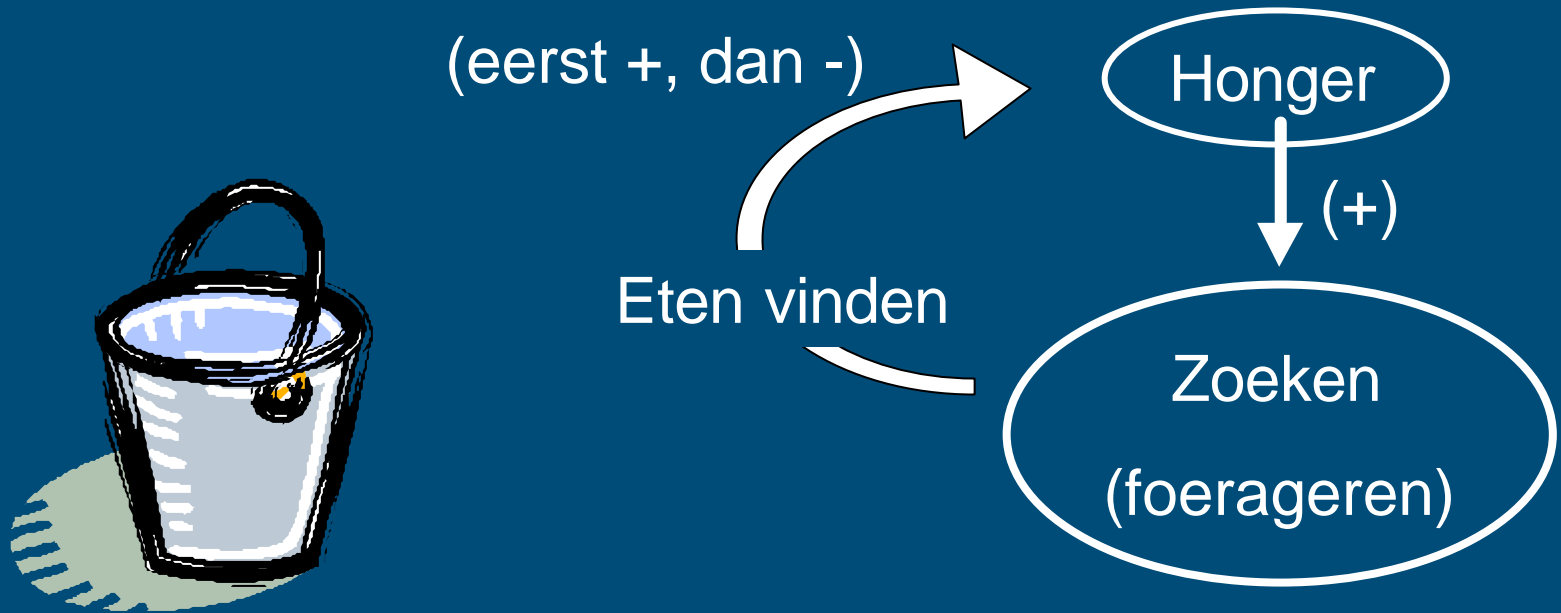 (eerst +, dan -)
Honger
(+)
Eten vinden
Zoeken
(foerageren)